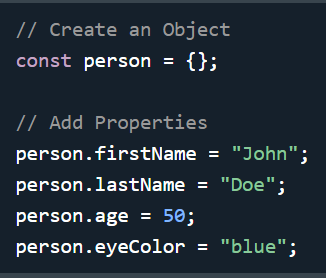 // Create an Object
const person = {};
// Add Properties
person.firstName = "John";
person.lastName = "Doe";
person.age = 50;
person.eyeColor = "blue";